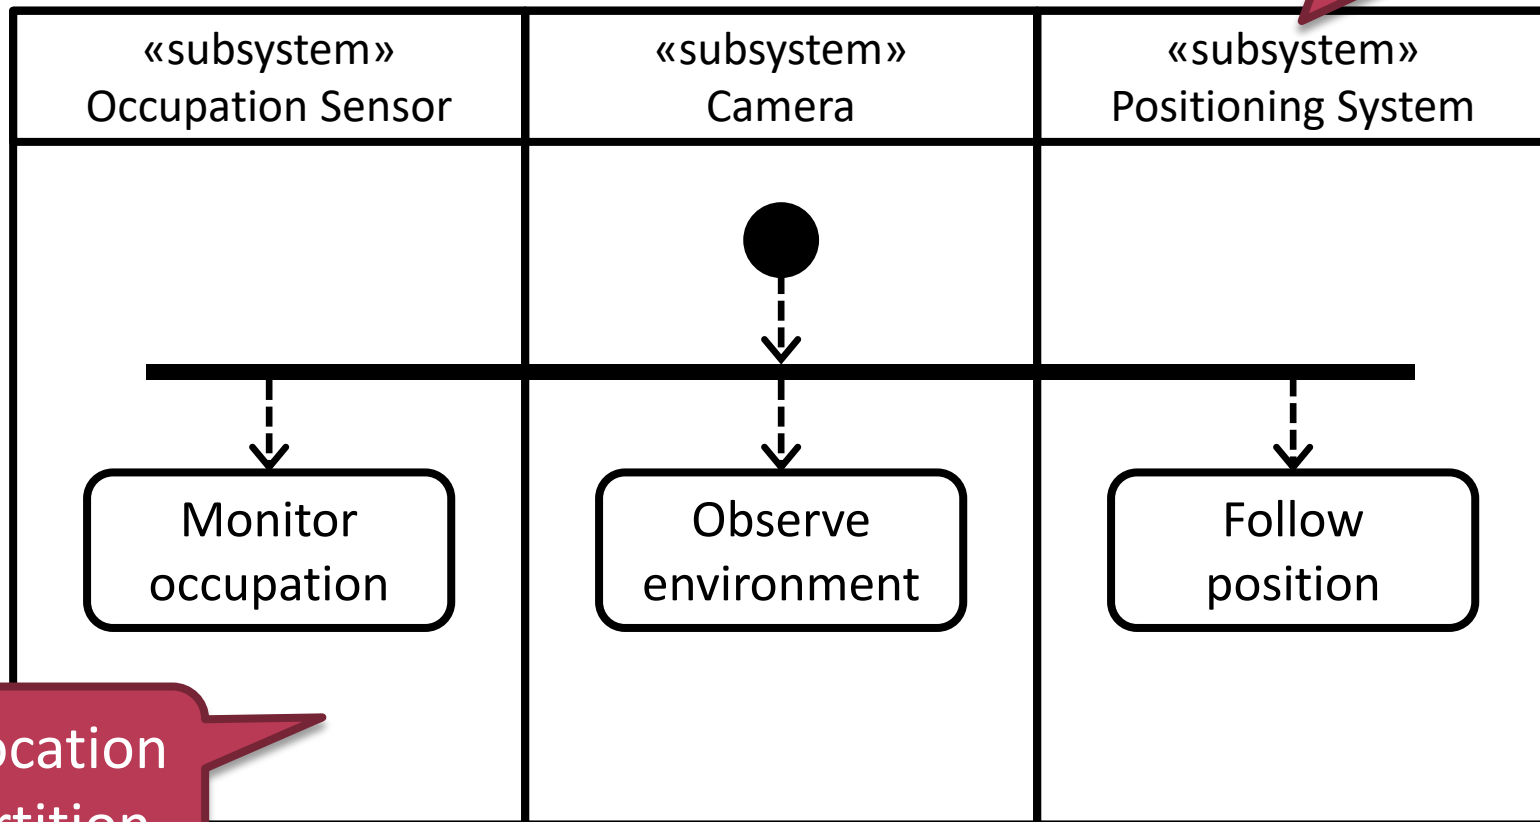 «subsystem»
Occupation Sensor
«subsystem»
Camera
«subsystem»
Positioning System
Monitor
occupation
Observe
environment
Follow
position